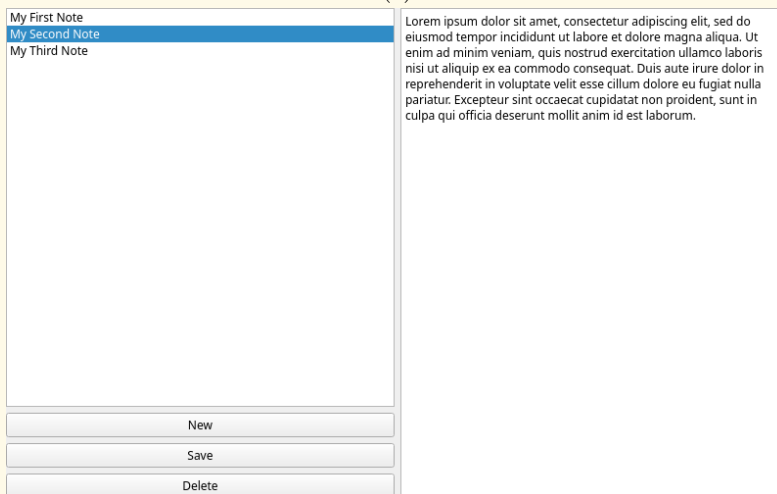 My First Note
My Second Note
My Third Note
New
Save
Delete
Lorem ipsum dolor sit amet, consectetur adipiscing elit, sed do
eiusmod tempor incididunt ut labore et dolore magna aliqua. Ut
enim ad minim veniam, quis nostrud exercitation ullamco laboris
nisi ut aliquip ex ea commodo consequat. Duis aute irure dolor in
reprehenderit in voluptate velit esse cillum dolore eu fugiat nulla
pariatur. Excepteur sint occaecat cupidatat non proident, sunt in
culpa qui officia deserunt mollit anim id est laborum.